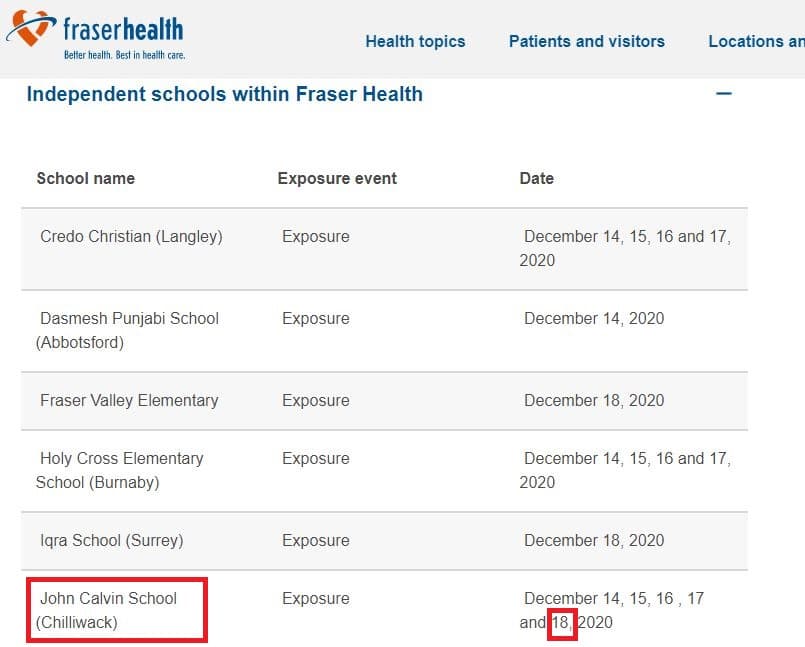 fraserhealth
Better health. Best in health care.
Health topics Patients and visitors Locations an
Independent schools within Fraser Health
School name Exposure event Date
Credo Christian (Langley) Exposure December 14, 15, 16 and 17,
2020
Dasmesh Punjabi School Exposure December 14, 2020
(Abbotsford)
Fraser Valley Elementary Exposure December 18, 2020
Holy Cross Elementary Exposure December 14, 15, 16 and 17,
School (Burnaby) 2020
Iqra School (Surrey) Exposure December 18, 2020
John Calvin School Exposure December 14, 15, 16 , 17
(Chilliwack) and 18, 2020